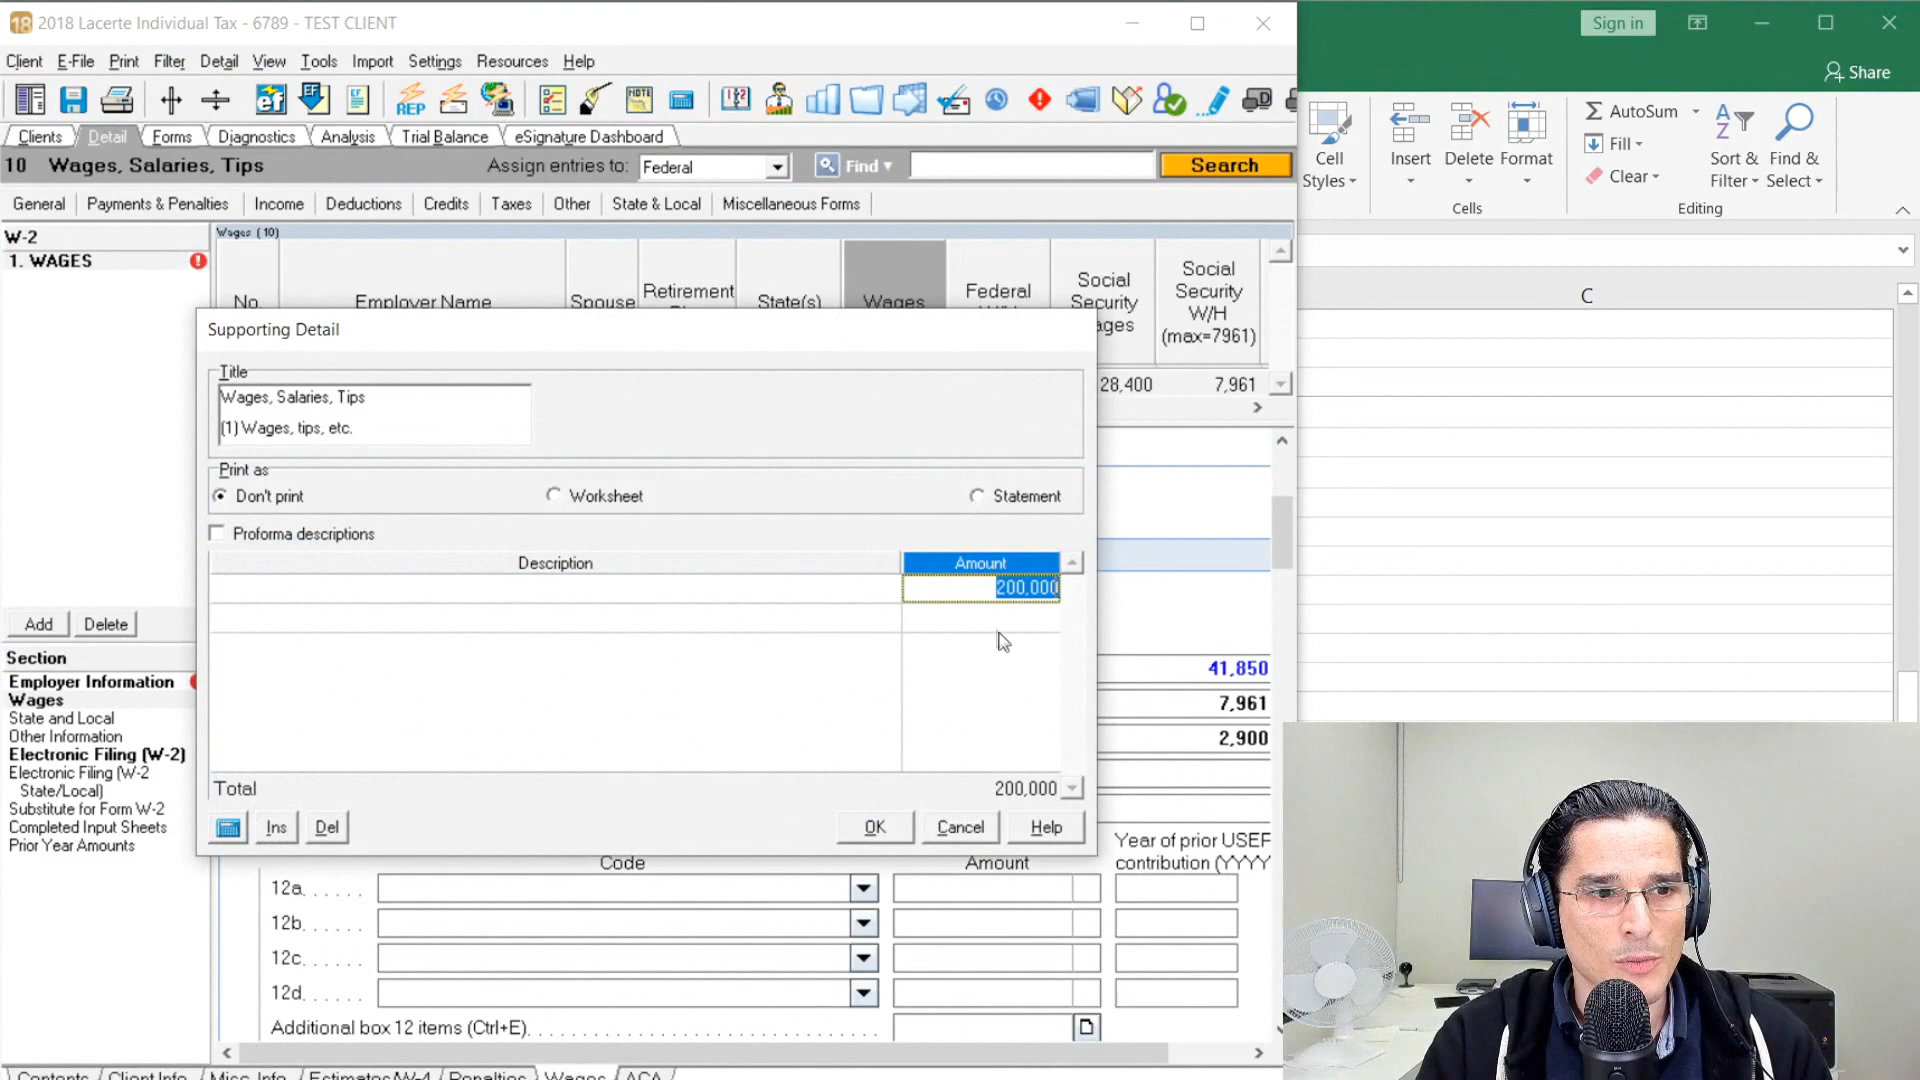 18 2018 Lacerte Individual Tax - 6789 - TEST CLIENT
Sign in
Client E-File Print Filter Detail View Tools Import Settings Resources Help
Share
ef EF REP NOTE
Clients Detail Forms Diagnostics Analysis Trial Balance eSignature Dashboard
10 Wages, Salaries, Tips Assign entries to: Federal Find Search
General Payments & Penalties Income Deductions Credits Taxes Other State & Local Miscellaneous Forms
Cell Styles
Insert Delete Format
AutoSum
Fill
Clear
Sort & Filter
Find & Select
Cells Editing
C
W-2
1. WAGES
Wages (10)
No. Employer Name Spouse Retirement State(s) Wages Federal Social Security Wages Social Security W/H (max=7961)
28,400 7,961
Supporting Detail
Title
Wages, Salaries, Tips
(1) Wages, tips, etc.
Print as
Don't print Worksheet Statement
Proforma descriptions
Description Amount
200,000
Total 200,000
Ins Del OK Cancel Help
41,850
7,961
2,900
Add Delete
Section
Employer Information
Wages
State and Local
Other Information
Electronic Filing (W-2)
Electronic Filing (W-2
State/Local)
Substitute for Form W-2
Completed Input Sheets
Prior Year Amounts
Code Amount Year of prior USEF
contribution (YYYY
12a. . . . . .
12b. . . . . .
12c. . . . . .
12d. . . . . .
Additional box 12 items (Ctrl+E). . . . . . . . . . . . . . . . . . . . . . . . . . . . .
Contents Client Info Misc. Info Estimates/W-4 Penalties Wages ACA